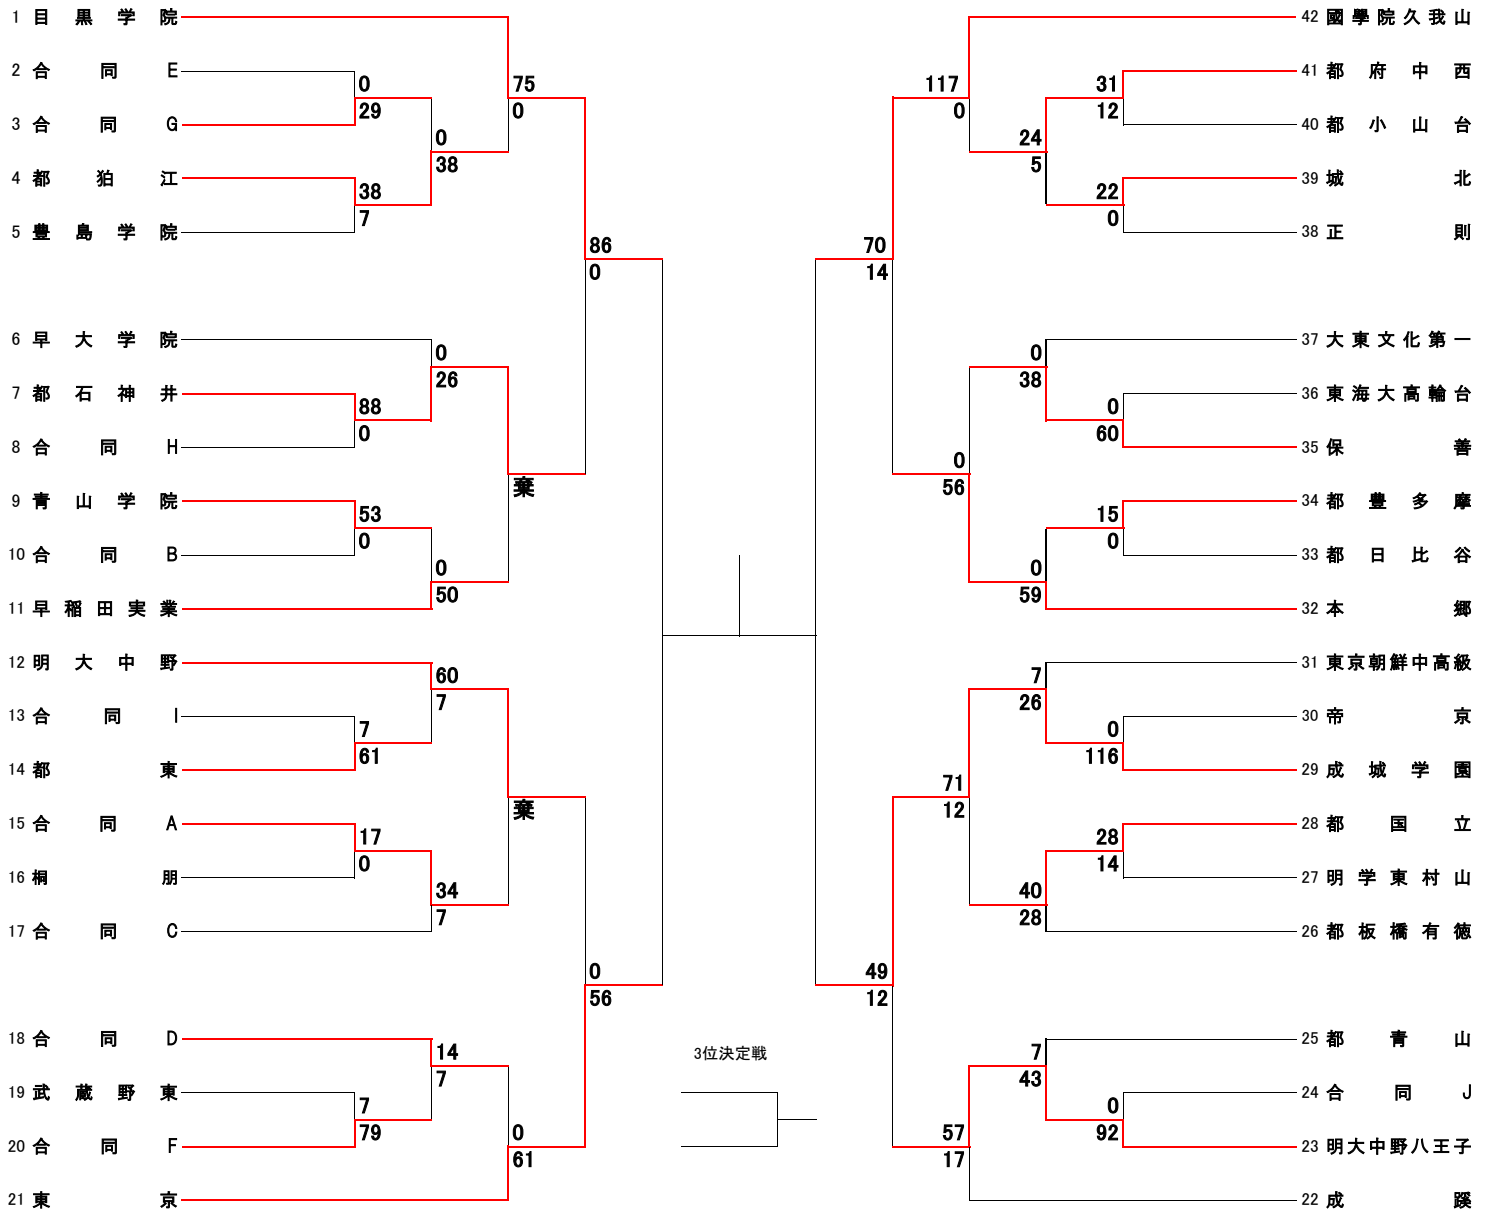 1 目黒学院
2 合同E
3 合同G
4 都狛江
5 豊島学院
6 早大学院
7 都石神井
8 合同H
9 青山学院
10 合同B
11 早稲田実業
12 明大中野
13 合同I
14 都東
15 合同A
16 桐朋
17 合同C
18 合同D
19 武蔵野東
20 合同F
21 東京
0
29
38
7
0
38
75
0
88
0
0
26
53
0
0
50
棄
86
0
60
7
7
61
17
0
34
7
棄
14
7
7
79
0
61
0
56
3位決定戦
42 國學院久我山
41 都府中西
40 都小山台
39 城北
38 正則
37 大東文化第一
36 東海大高輪台
35 保善
34 都豊多摩
33 都日比谷
32 本郷
31 東京朝鮮中高級
30 帝京
29 成城学園
28 都国立
27 明学東村山
26 都板橋有徳
25 都青山
24 合同J
23 明大中野八王子
22 成蹊
117
0
31
12
24
5
22
0
70
14
0
38
0
60
0
56
15
0
0
59
7
26
0
116
71
12
28
14
40
28
49
12
7
43
0
92
57
17